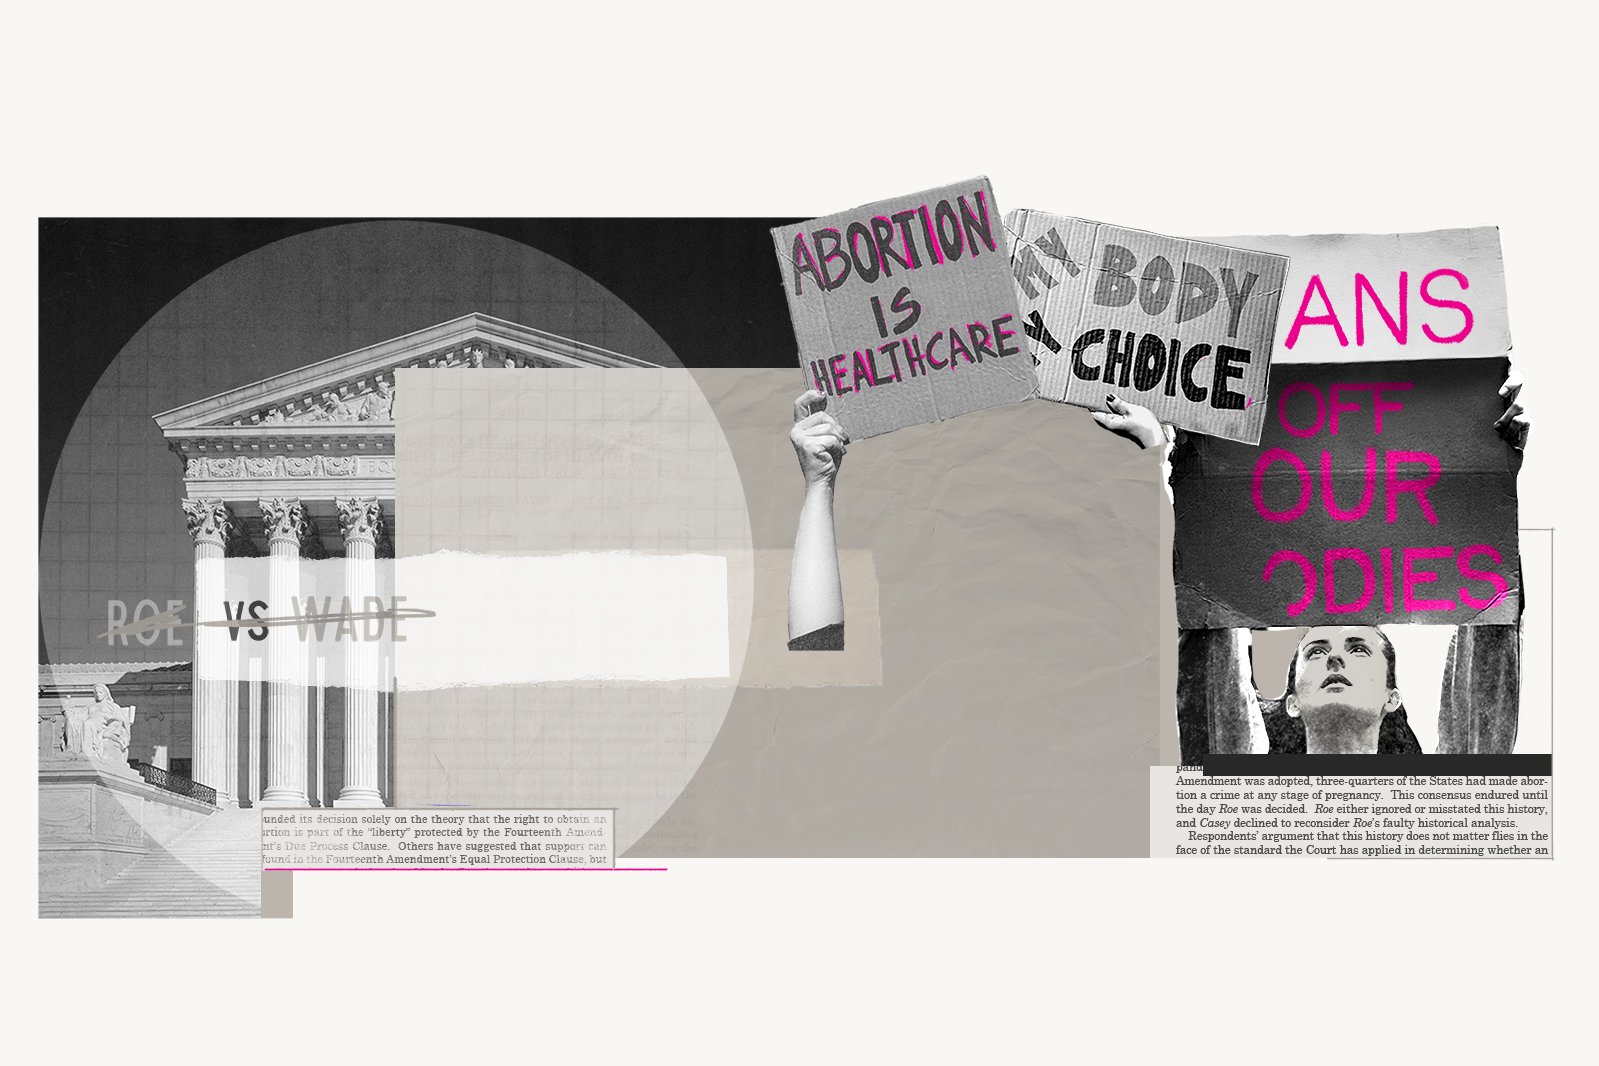 ABORTION
IS
HEALTHCARE
MY BODY
MY CHOICE.
ANS
OFF
OUR
ODIES
EQU
ROE VS WADE
unded its decision solely on the theory that the right to obtain an
rtion is part of the “liberty” protected by the Fourteenth Amend-
nt’s Due Process Clause. Others have suggested that support can
found in the Fourteenth Amendment’s Equal Protection Clause, but
Amendment was adopted, three-quarters of the States had made abor-
tion a crime at any stage of pregnancy. This consensus endured until
the day Roe was decided. Roe either ignored or misstated this history,
and Casey declined to reconsider Roe’s faulty historical analysis.
Respondents’ argument that this history does not matter flies in the
face of the standard the Court has applied in determining whether an